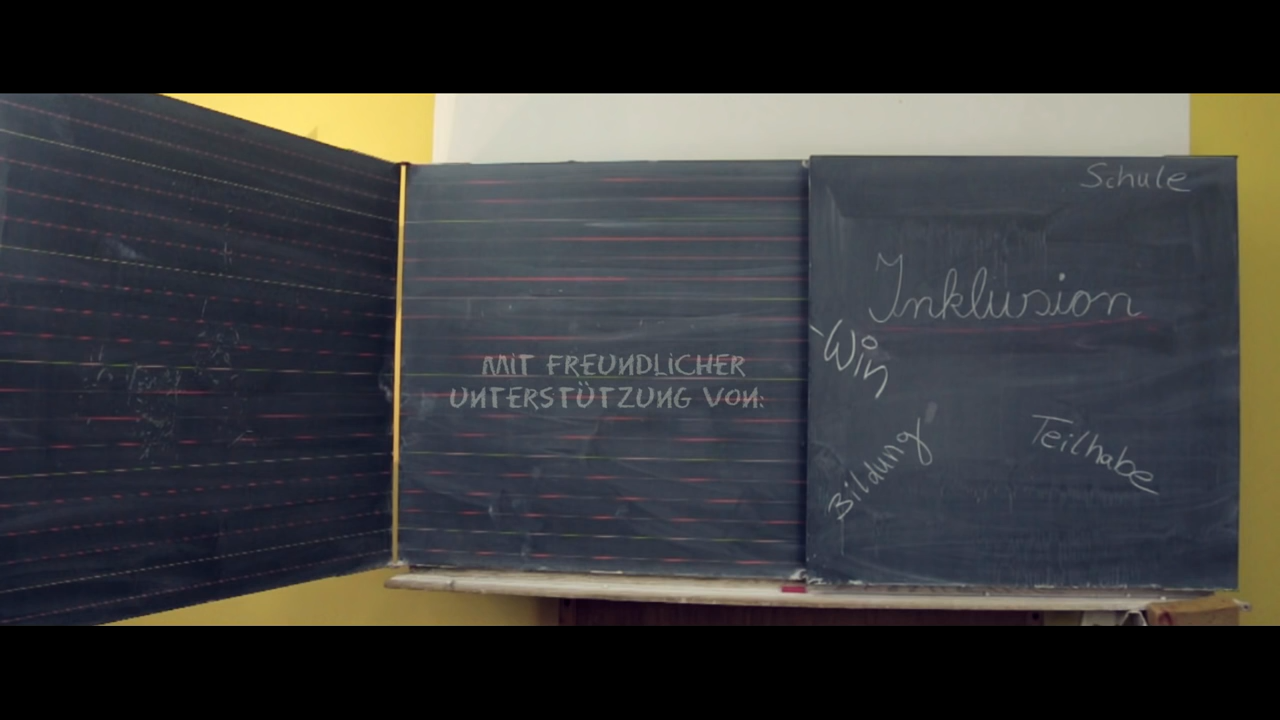 MIT FREUNDLICHER
UNTERSTÜTZUNG VON:
Schule
Inklusion
-Win
Bildung
Teilhabe